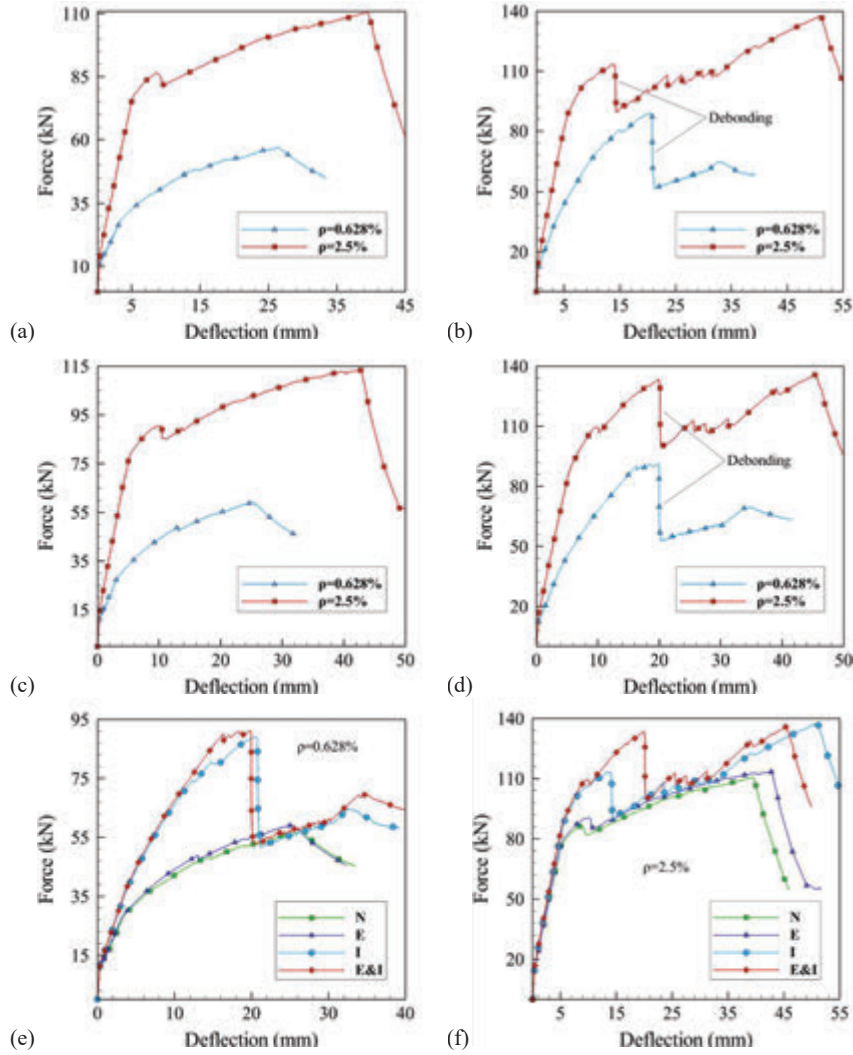 110
85
60
35
10
Force (kN)
5
15
25
35
45
Deflection (mm)
ρ=0.628%
ρ=2.5%
(a)
140
110
80
50
20
Force (kN)
5
15
25
35
45
55
Deflection (mm)
Debonding
ρ=0.628%
ρ=2.5%
(b)
115
95
75
55
35
15
Force (kN)
0
10
20
30
40
50
Deflection (mm)
ρ=0.628%
ρ=2.5%
(c)
140
110
80
50
20
Force (kN)
0
10
20
30
40
50
Deflection (mm)
Debonding
ρ=0.628%
ρ=2.5%
(d)
95
75
55
35
15
Force (kN)
0
10
20
30
40
Deflection (mm)
ρ=0.628%
N
E
I
E&I
(e)
140
110
80
50
20
Force (kN)
5
15
25
35
45
55
Deflection (mm)
ρ=2.5%
N
E
I
E&I
(f)